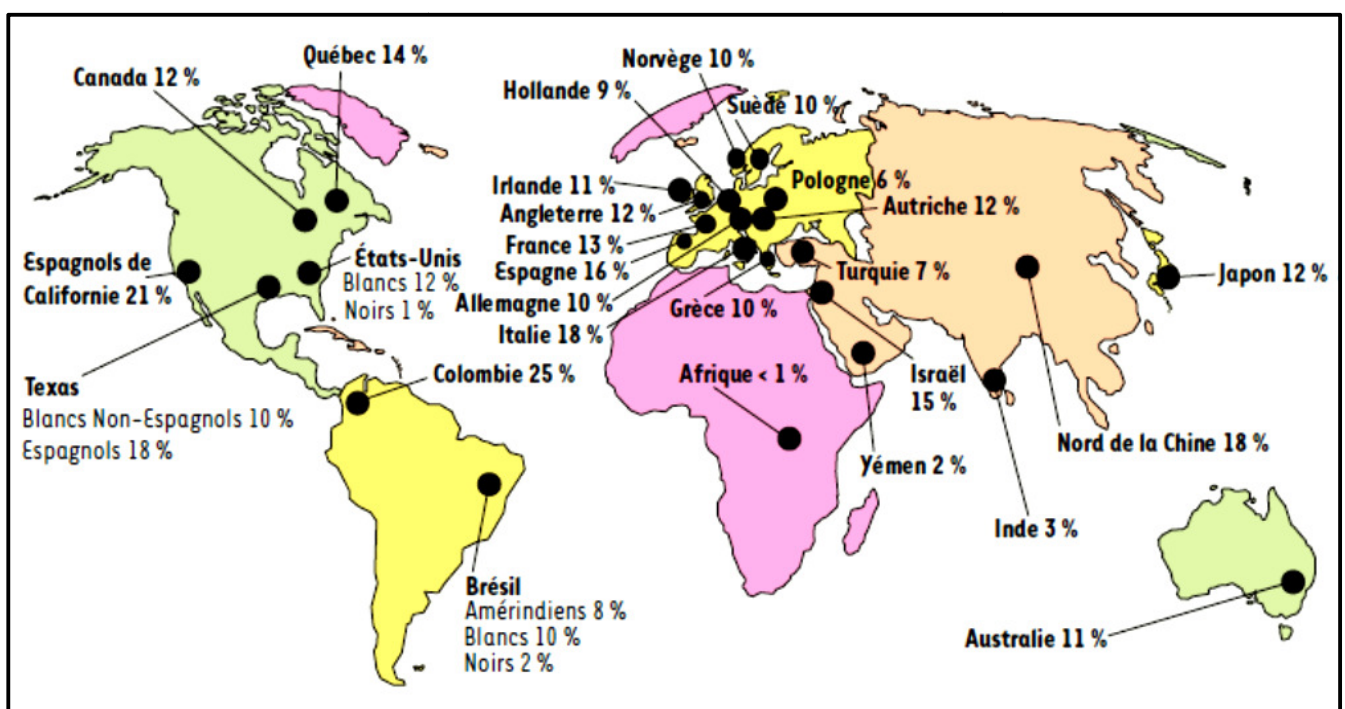 Québec 14 %
Canada 12 %
Norvège 10 %
Hollande 9 %
Suède 10 %
Irlande 11 %
Pologne 6 %
Angleterre 12 %
Autriche 12 %
France 13 %
Espagne 16 %
Turquie 7 %
Allemagne 10 %
Grèce 10 %
Italie 18 %
Japon 12 %
Espagnols de
Californie 21 %
États-Unis
Blancs 12 %
Noirs 1 %
Texas
Blancs Non-Espagnols 10 %
Espagnols 18 %
Colombie 25 %
Afrique < 1 %
Israël
15 %
Yémen 2 %
Nord de la Chine 18 %
Inde 3 %
Brésil
Amérindiens 8 %
Blancs 10 %
Noirs 2 %
Australie 11 %